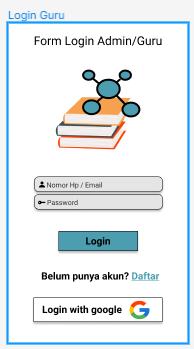 Login Guru
Form Login Admin/Guru
Nomor Hp / Email
Password
Login
Belum punya akun? Daftar
Login with google